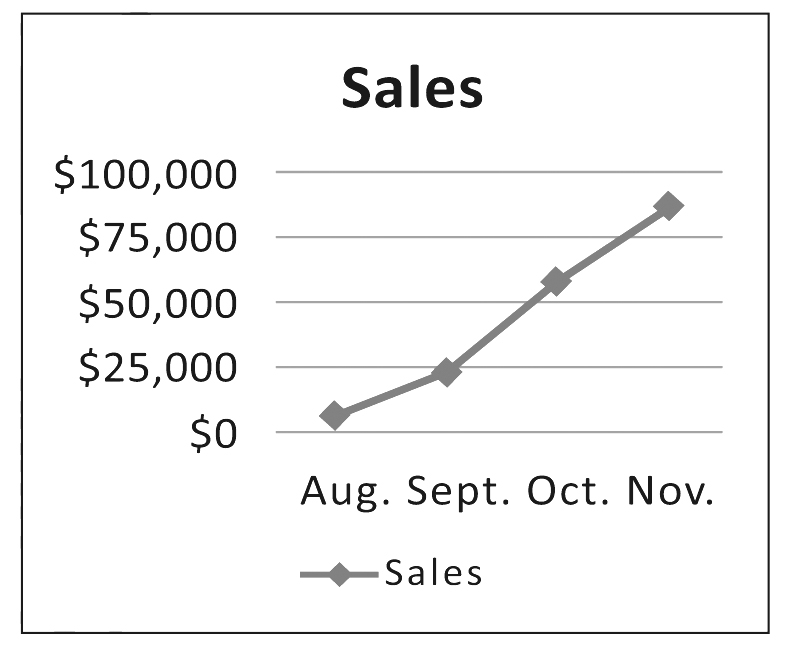 Sales
$100,000
$75,000
$50,000
$25,000
$0
Aug. Sept. Oct. Nov.
Sales